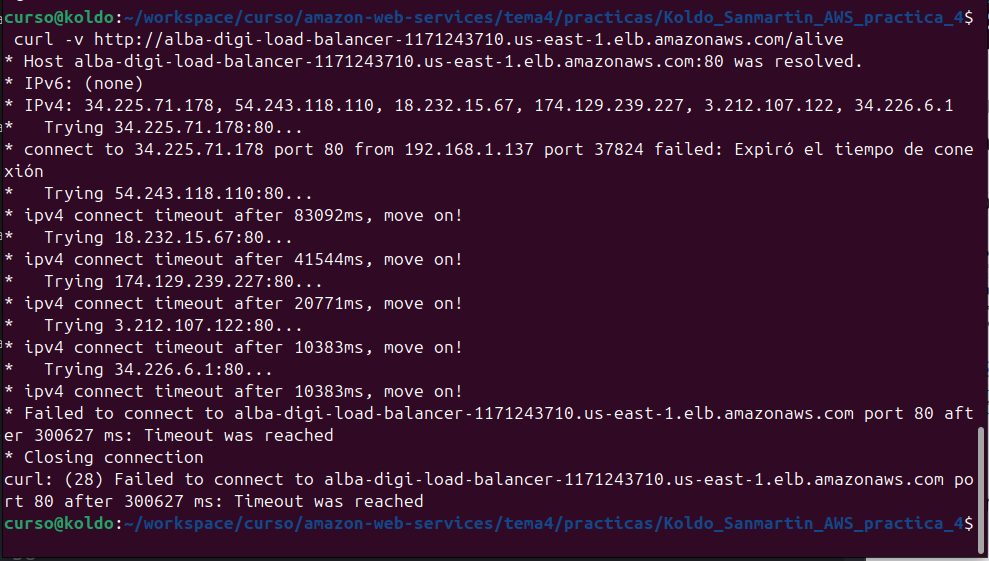 curso@koldo:~/workspace/curso/amazon-web-services/tema4/practicas/Koldo_Sanmartin_AWS_practica_4$
 curl -v http://alba-digi-load-balancer-1171243710.us-east-1.elb.amazonaws.com/alive
* Host alba-digi-load-balancer-1171243710.us-east-1.elb.amazonaws.com:80 was resolved.
* IPv6: (none)
* IPv4: 34.225.71.178, 54.243.118.110, 18.232.15.67, 174.129.239.227, 3.212.107.122, 34.226.6.1
*   Trying 34.225.71.178:80...
* connect to 34.225.71.178 port 80 from 192.168.1.137 port 37824 failed: Expiró el tiempo de cone
xión
*   Trying 54.243.118.110:80...
* ipv4 connect timeout after 83092ms, move on!
*   Trying 18.232.15.67:80...
* ipv4 connect timeout after 41544ms, move on!
*   Trying 174.129.239.227:80...
* ipv4 connect timeout after 20771ms, move on!
*   Trying 3.212.107.122:80...
* ipv4 connect timeout after 10383ms, move on!
*   Trying 34.226.6.1:80...
* ipv4 connect timeout after 10383ms, move on!
* Failed to connect to alba-digi-load-balancer-1171243710.us-east-1.elb.amazonaws.com port 80 aft
er 300627 ms: Timeout was reached
* Closing connection
curl: (28) Failed to connect to alba-digi-load-balancer-1171243710.us-east-1.elb.amazonaws.com po
rt 80 after 300627 ms: Timeout was reached
curso@koldo:~/workspace/curso/amazon-web-services/tema4/practicas/Koldo_Sanmartin_AWS_practica_4$